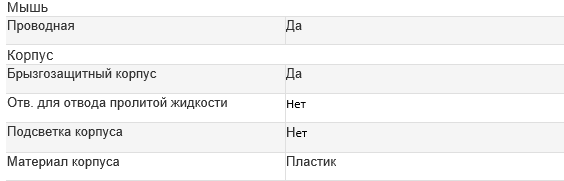 Мышь
Проводная Да
Корпус
Брызгозащитный корпус Да
Отв. для отвода пролитой жидкости Нет
Подсветка корпуса Нет
Материал корпуса Пластик